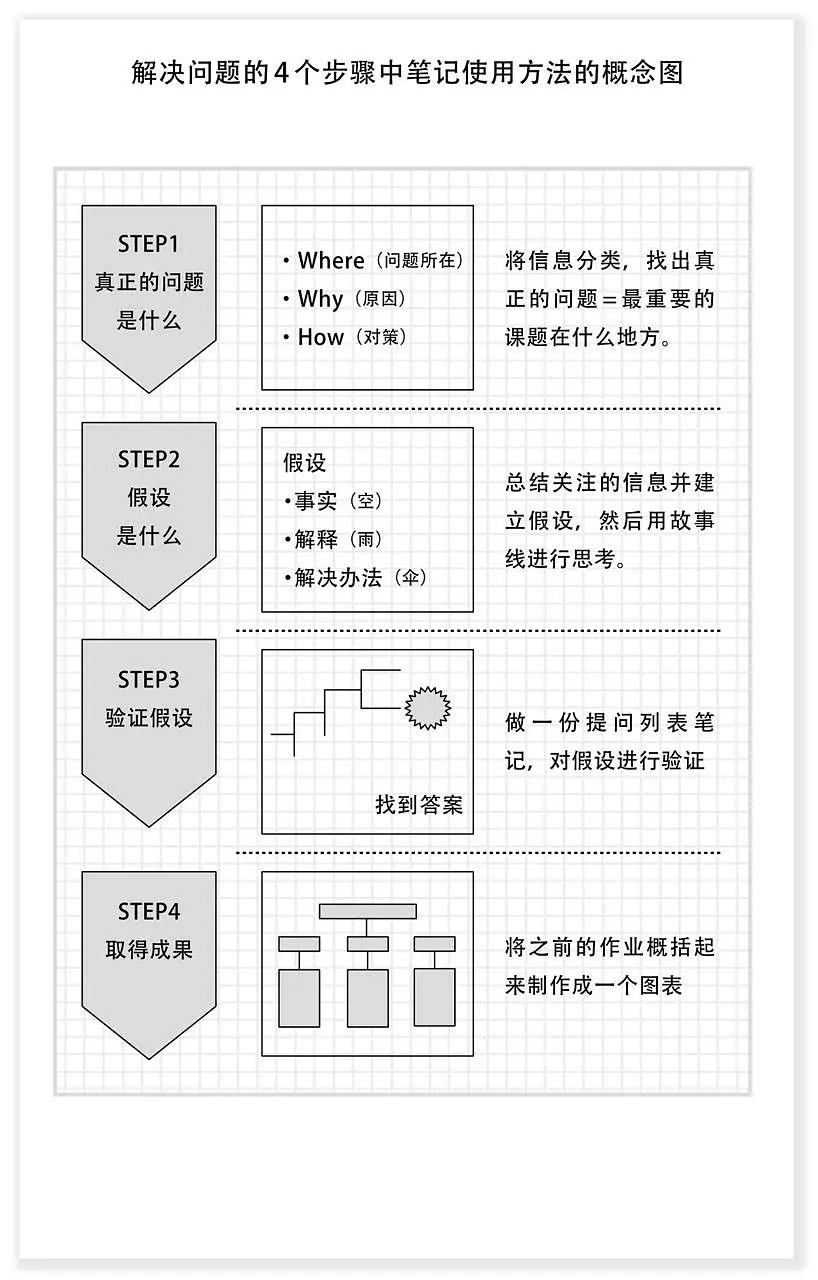 解决问题的4个步骤中笔记使用方法的概念图
STEP1
真正的问题
是什么
·Where（问题所在）
·Why（原因）
·How（对策）
将信息分类，找出真
正的问题＝最重要的
课题在什么地方。
STEP2
假设
是什么
假设
·事实（空）
·解释（雨）
·解决办法（伞）
总结关注的信息并建
立假设，然后用故事
线进行思考。
STEP3
验证假设
找到答案
做一份提问列表笔
记，对假设进行验证
STEP4
取得成果
将之前的作业概括起
来制作成一个图表